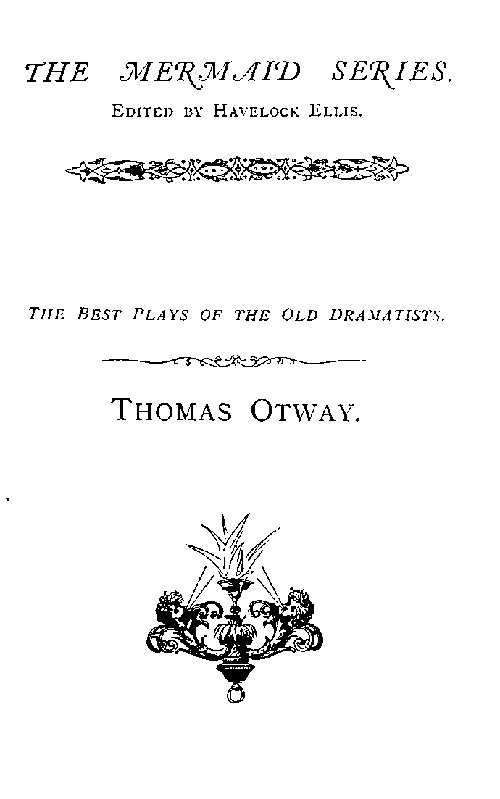 THE MERMAID SERIES.
EDITED BY HAVELOCK ELLIS.
THE BEST PLAYS OF THE OLD DRAMATISTS.
THOMAS OTWAY.